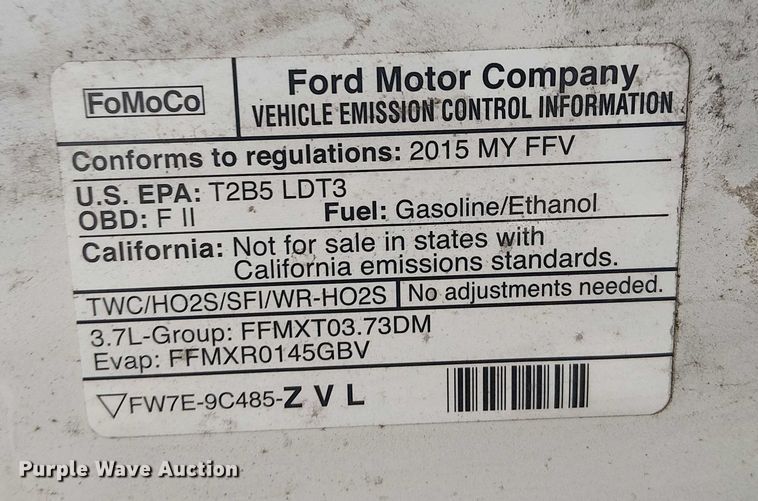 FoMoCo
Ford Motor Company
VEHICLE EMISSION CONTROL INFORMATION
Conforms to regulations: 2015 MY FFV
U.S. EPA: T2B5 LDT3
OBD: F II Fuel: Gasoline/Ethanol
California: Not for sale in states with
California emissions standards.
TWC/HO2S/SFI/WR-HO2S No adjustments needed.
3.7L-Group: FFMXT03.73DM
Evap: FFMXR0145GBV
FW7E-9C485-Z V L
Purple Wave Auction